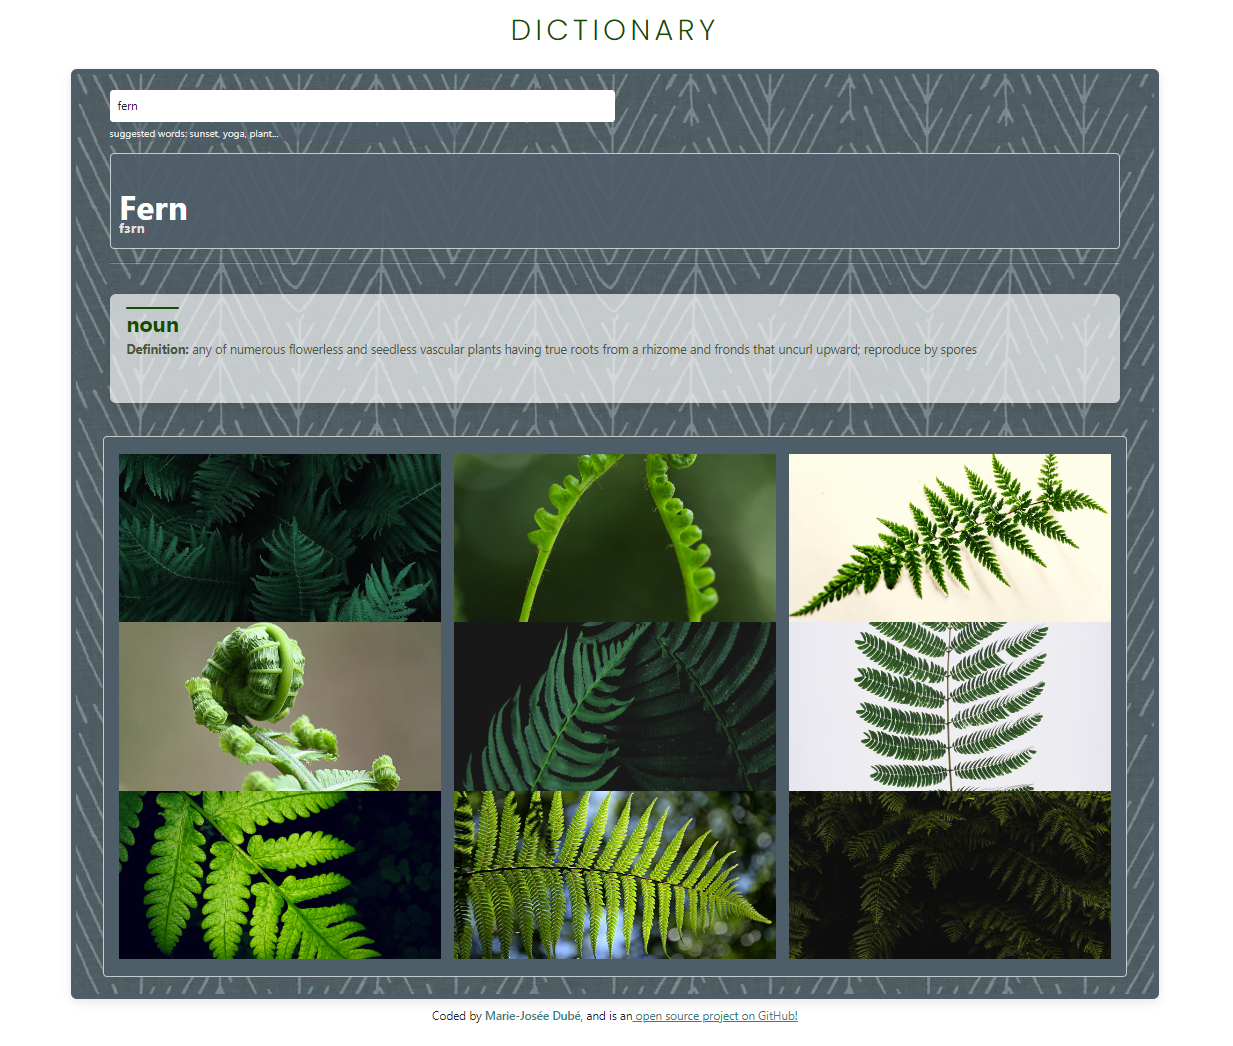 DICTIONARY
fern
suggested words: sunset, yoga, plant...
Fern
fɜrn
noun
Definition: any of numerous flowerless and seedless vascular plants having true roots from a rhizome and fronds that uncurl upward; reproduce by spores
Coded by Marie-Josée Dubé, and is an open source project on GitHub!